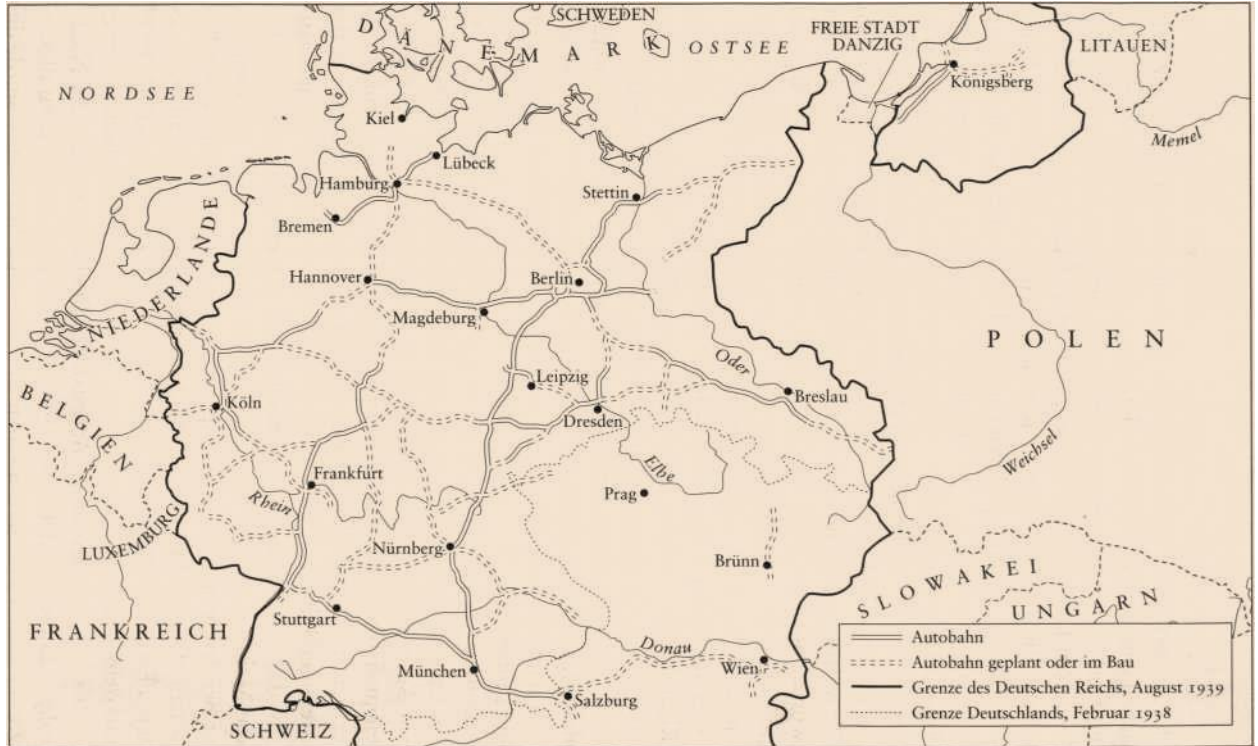 SCHWEDEN
DÄNEMARK
OSTSEE
FREIE STADT
DANZIG
LITAUEN
NORDSEE
Königsberg
Kiel
Memel
Lübeck
Hamburg
Stettin
Bremen
NIEDERLANDE
Hannover
Berlin
Magdeburg
POLEN
Oder
Leipzig
BELGIEN
Köln
Breslau
Dresden
Weichsel
Elbe
Frankfurt
Rhein
Prag
LUXEMBURG
Nürnberg
Brünn
SLOWAKEI
UNGARN
Stuttgart
FRANKREICH
Donau
Wien
München
Salzburg
SCHWEIZ
Autobahn
Autobahn geplant oder im Bau
Grenze des Deutschen Reichs, August 1939
Grenze Deutschlands, Februar 1938